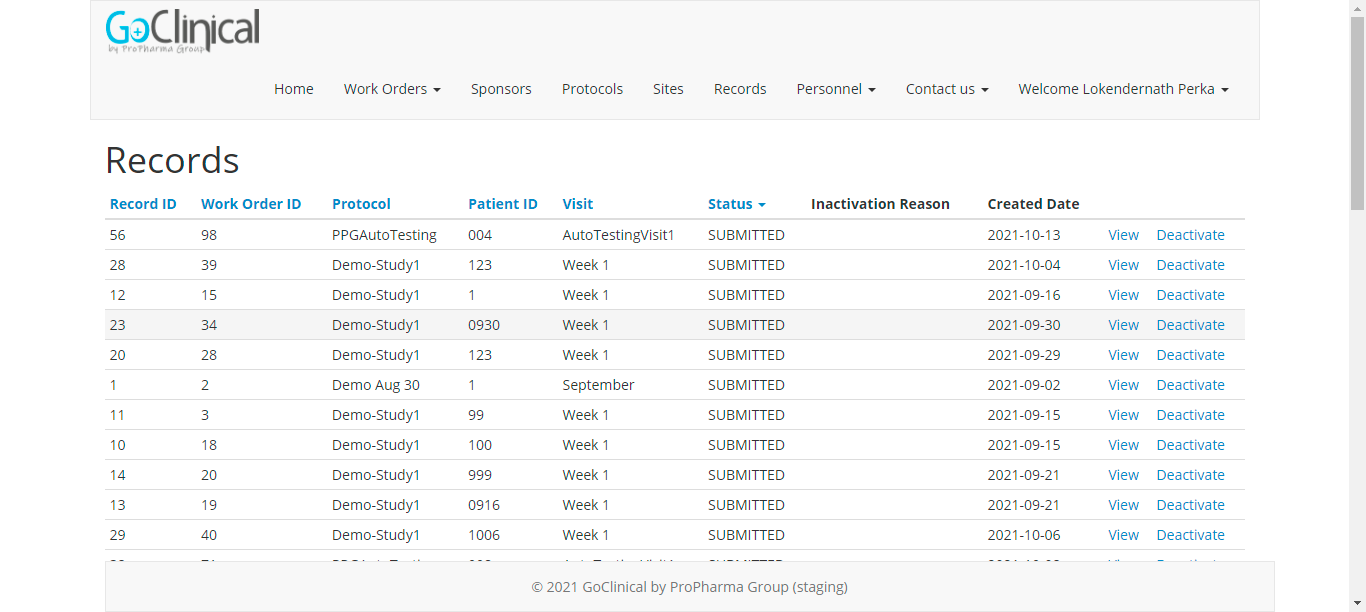 GoClinical
by ProPharma Group
Home Work Orders Sponsors Protocols Sites Records Personnel Contact us Welcome Lokendernath Perka
Records
Record ID Work Order ID Protocol Patient ID Visit Status Inactivation Reason Created Date
56 98 PPGAutoTesting 004 AutoTestingVisit1 SUBMITTED 2021-10-13 View Deactivate
28 39 Demo-Study1 123 Week 1 SUBMITTED 2021-10-04 View Deactivate
12 15 Demo-Study1 1 Week 1 SUBMITTED 2021-09-16 View Deactivate
23 34 Demo-Study1 0930 Week 1 SUBMITTED 2021-09-30 View Deactivate
20 28 Demo-Study1 123 Week 1 SUBMITTED 2021-09-29 View Deactivate
1 2 Demo Aug 30 1 September SUBMITTED 2021-09-02 View Deactivate
11 3 Demo-Study1 99 Week 1 SUBMITTED 2021-09-15 View Deactivate
10 18 Demo-Study1 100 Week 1 SUBMITTED 2021-09-15 View Deactivate
14 20 Demo-Study1 999 Week 1 SUBMITTED 2021-09-21 View Deactivate
13 19 Demo-Study1 0916 Week 1 SUBMITTED 2021-09-21 View Deactivate
29 40 Demo-Study1 1006 Week 1 SUBMITTED 2021-10-06 View Deactivate
© 2021 GoClinical by ProPharma Group (staging)